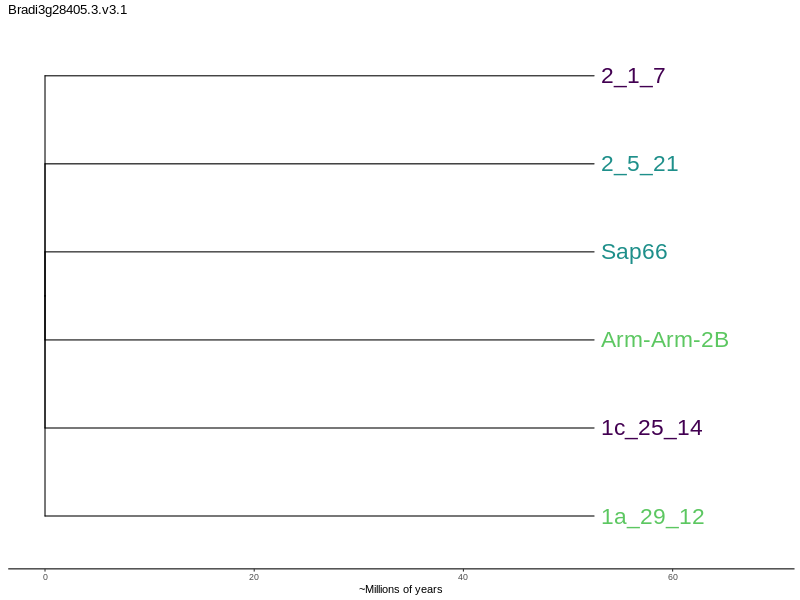 Bradi3g28405.3.v3.1
2_1_7
2_5_21
Sap66
Arm-Arm-2B
1c_25_14
1a_29_12
0 20 40 60
~Millions of years